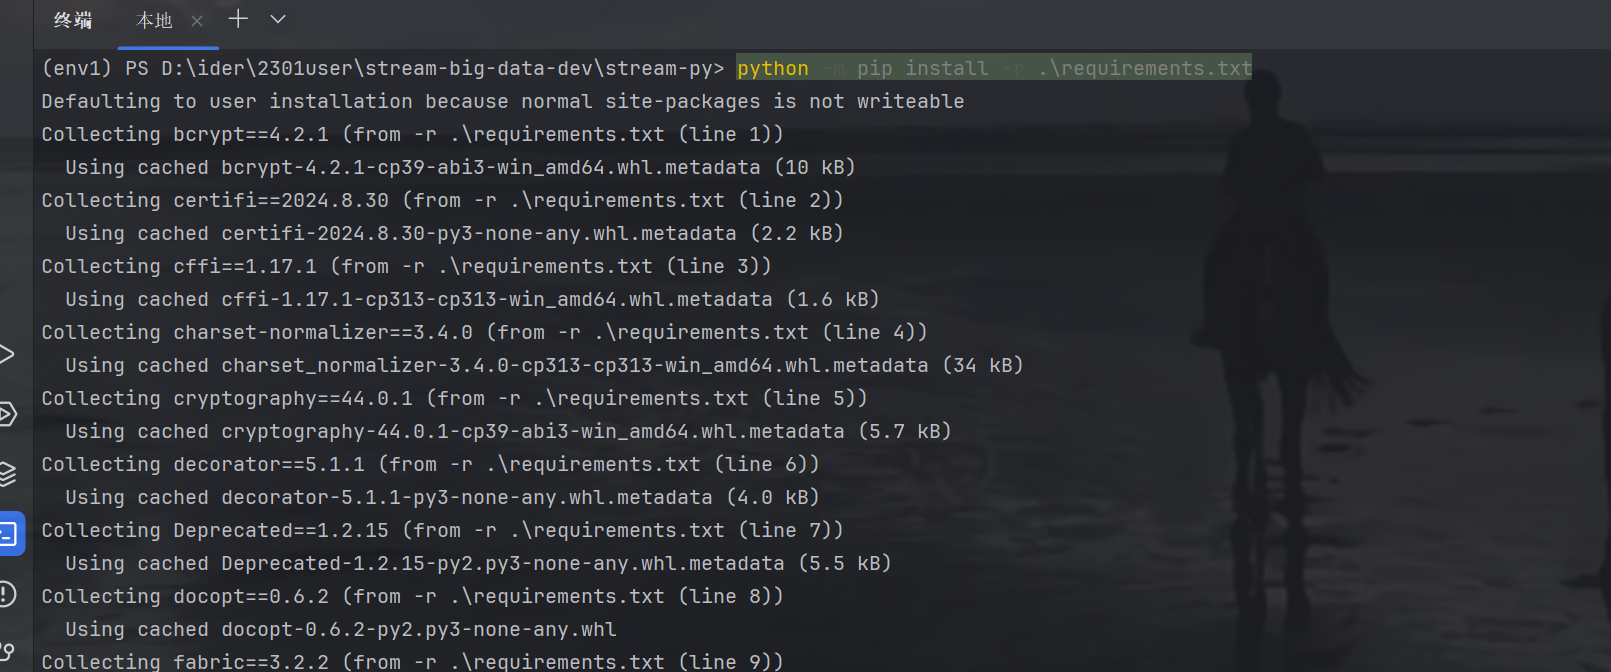 终端 本地
(env1) PS D:\ider\2301user\stream-big-data-dev\stream-py> python -m pip install -r .\requirements.txt
Defaulting to user installation because normal site-packages is not writeable
Collecting bcrypt==4.2.1 (from -r .\requirements.txt (line 1))
  Using cached bcrypt-4.2.1-cp39-abi3-win_amd64.whl.metadata (10 kB)
Collecting certifi==2024.8.30 (from -r .\requirements.txt (line 2))
  Using cached certifi-2024.8.30-py3-none-any.whl.metadata (2.2 kB)
Collecting cffi==1.17.1 (from -r .\requirements.txt (line 3))
  Using cached cffi-1.17.1-cp313-cp313-win_amd64.whl.metadata (1.6 kB)
Collecting charset-normalizer==3.4.0 (from -r .\requirements.txt (line 4))
  Using cached charset_normalizer-3.4.0-cp313-cp313-win_amd64.whl.metadata (34 kB)
Collecting cryptography==44.0.1 (from -r .\requirements.txt (line 5))
  Using cached cryptography-44.0.1-cp39-abi3-win_amd64.whl.metadata (5.7 kB)
Collecting decorator==5.1.1 (from -r .\requirements.txt (line 6))
  Using cached decorator-5.1.1-py3-none-any.whl.metadata (4.0 kB)
Collecting Deprecated==1.2.15 (from -r .\requirements.txt (line 7))
  Using cached Deprecated-1.2.15-py2.py3-none-any.whl.metadata (5.5 kB)
Collecting docopt==0.6.2 (from -r .\requirements.txt (line 8))
  Using cached docopt-0.6.2-py2.py3-none-any.whl
Collecting fabric==3.2.2 (from -r .\requirements.txt (line 9))